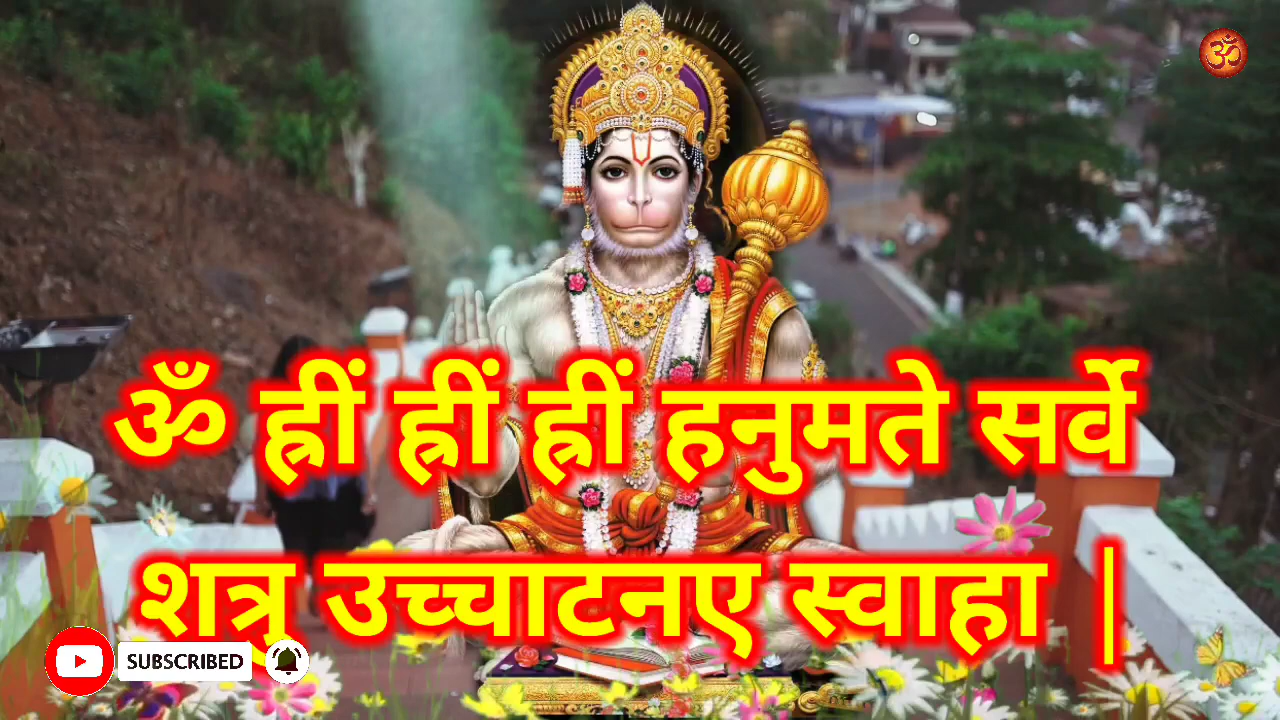 ॐ
ॐ ह्रीं ह्रीं ह्रीं हनुमते सर्वे
शत्रु उच्चाटनए स्वाहा |
SUBSCRIBED